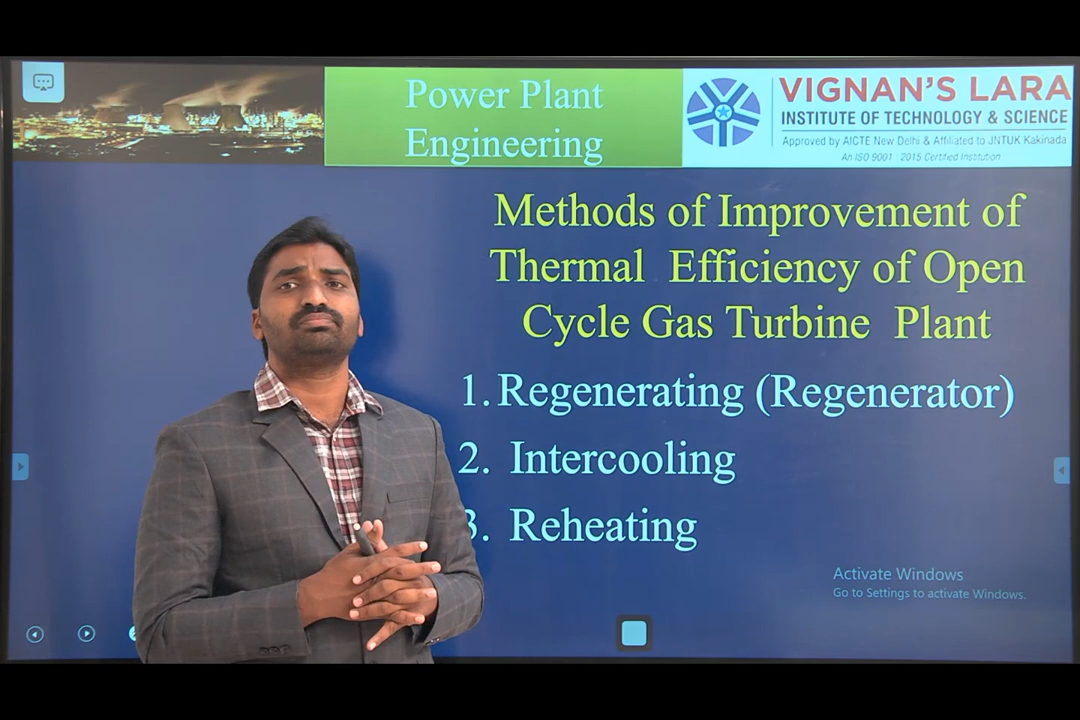 Power Plant
Engineering
VIGNAN'S LARA
INSTITUTE OF TECHNOLOGY & SCIENCE
Approved by AICTE New Delhi & Affiliated to JNTUK Kakinada
An ISO 9001 2015 Certified Institution
Methods of Improvement of
Thermal Efficiency of Open
Cycle Gas Turbine Plant
1. Regenerating (Regenerator)
2. Intercooling
3. Reheating
Activate Windows
Go to Settings to activate Windows.